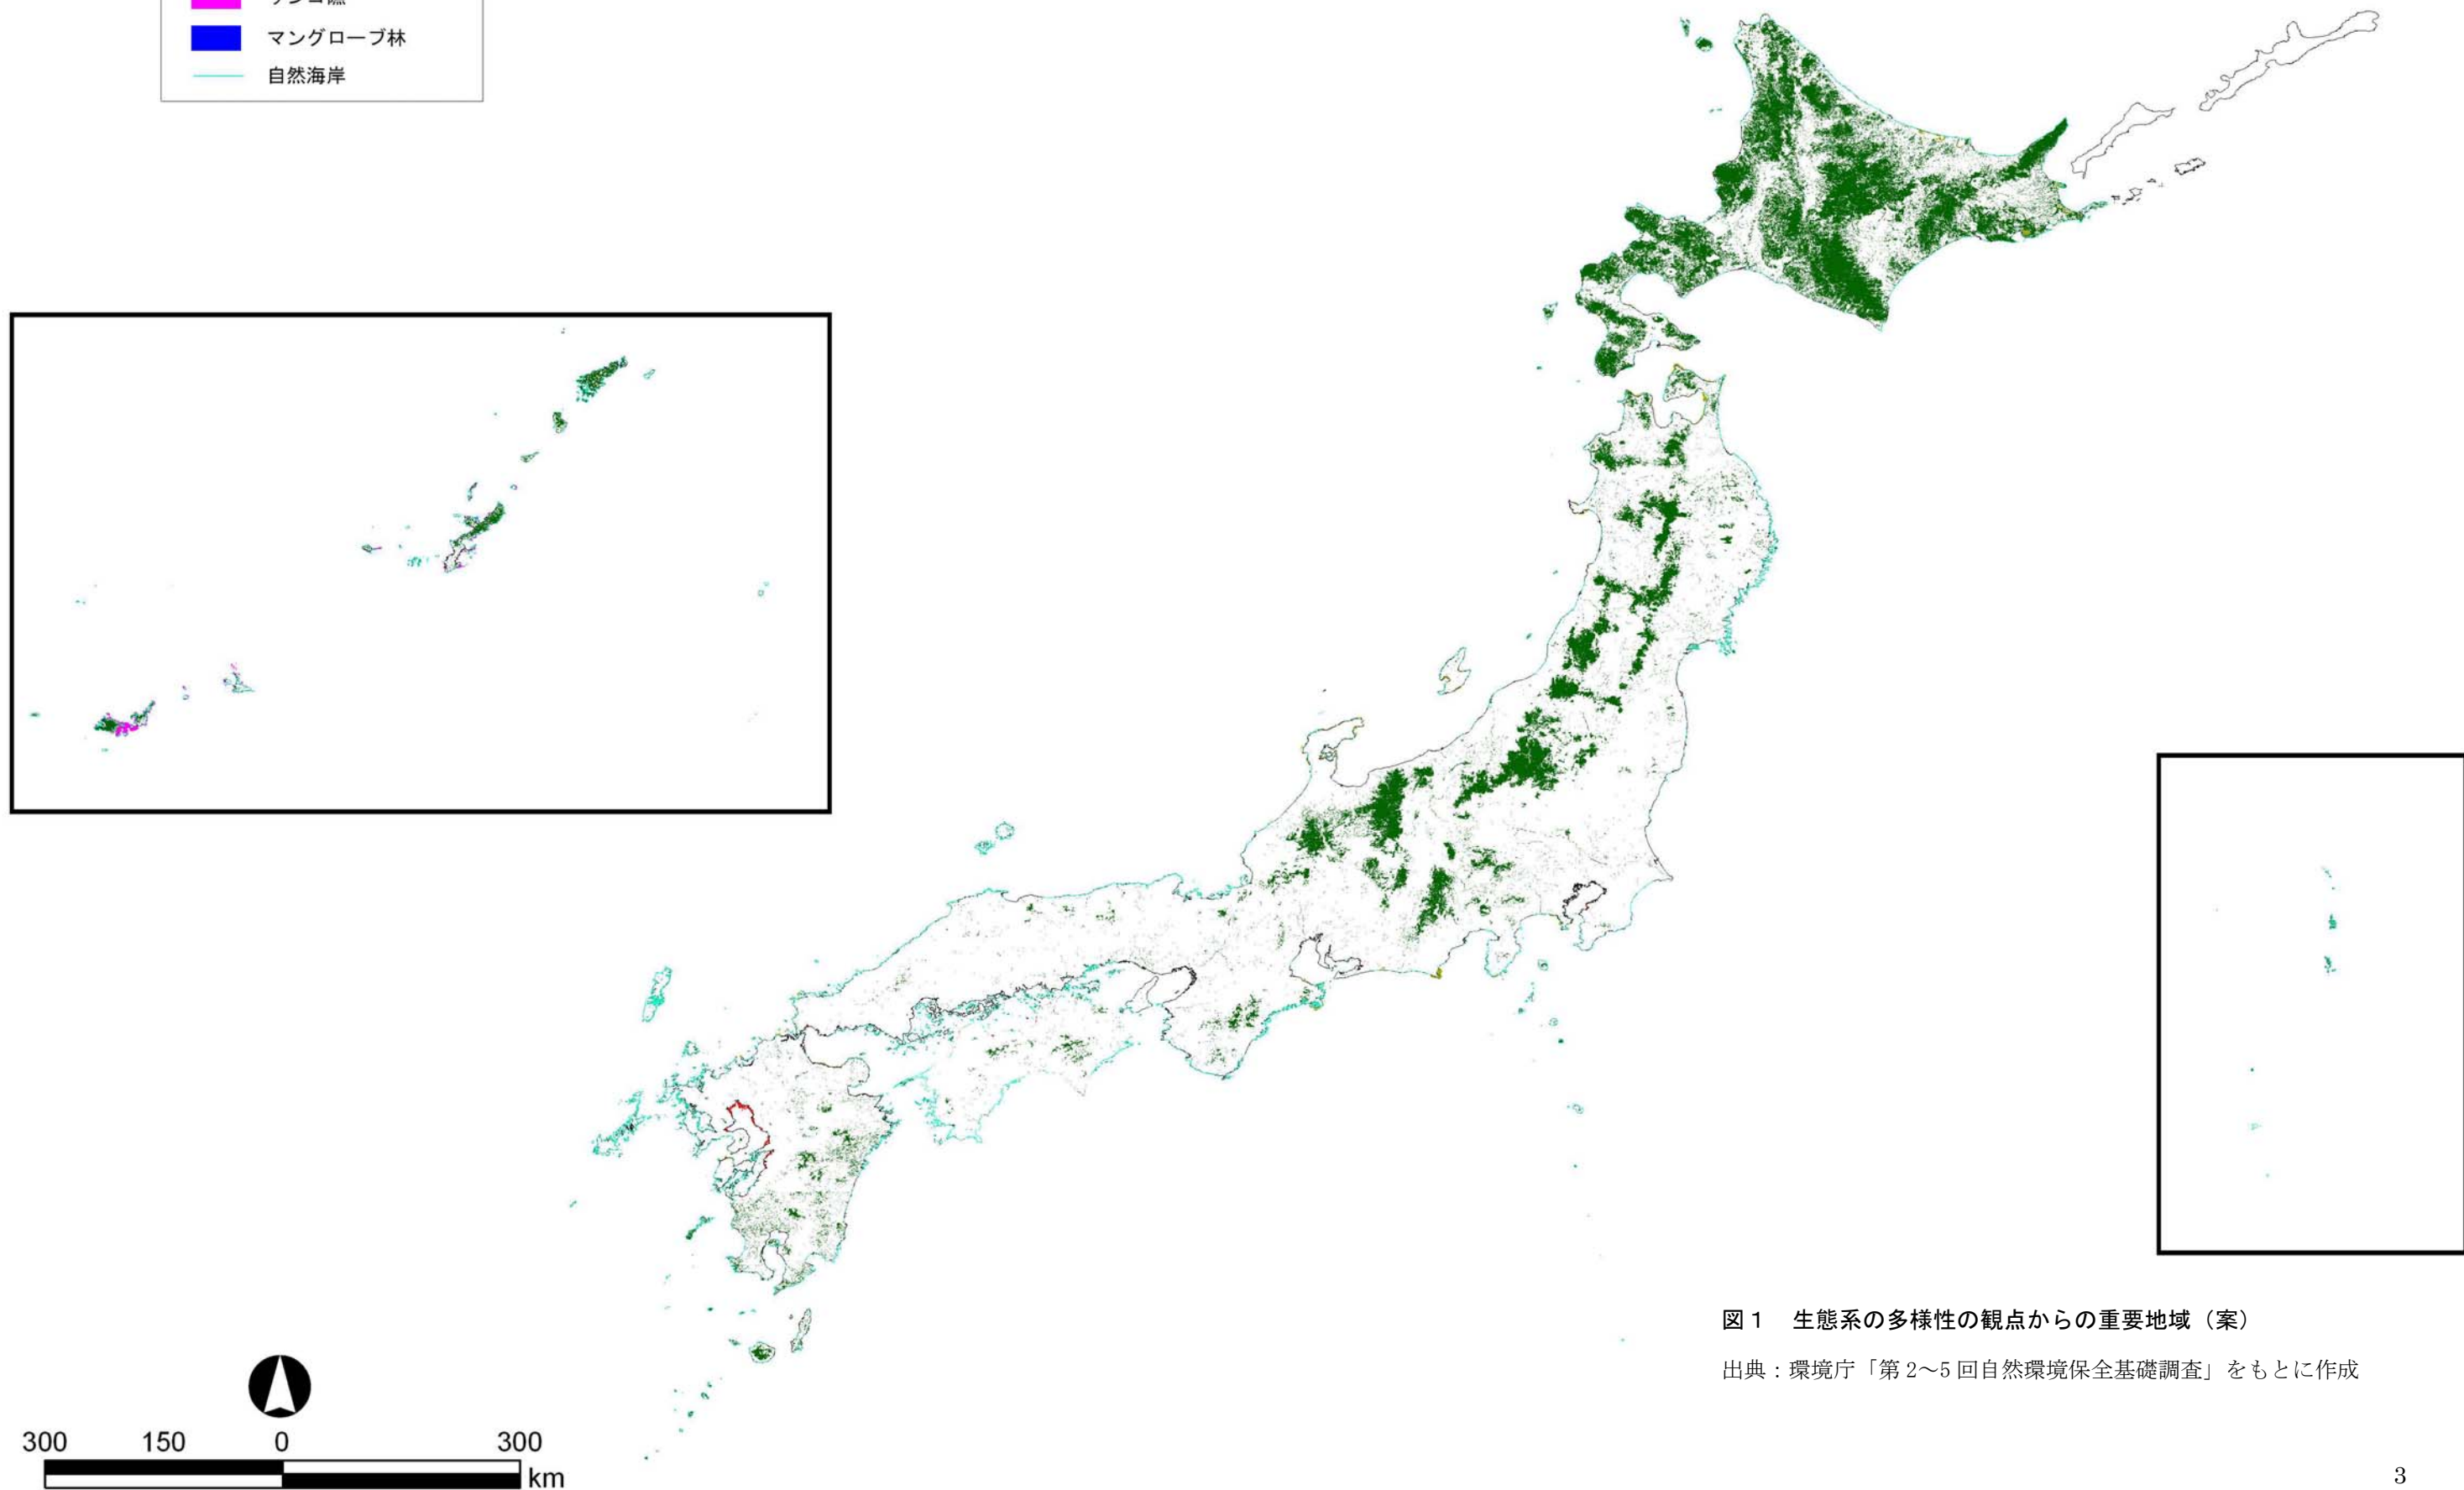 マングローブ林
自然海岸
図1 生態系の多様性の観点からの重要地域（案）
出典：環境庁「第2～5回自然環境保全基礎調査」をもとに作成
300 150 0 300
km
3